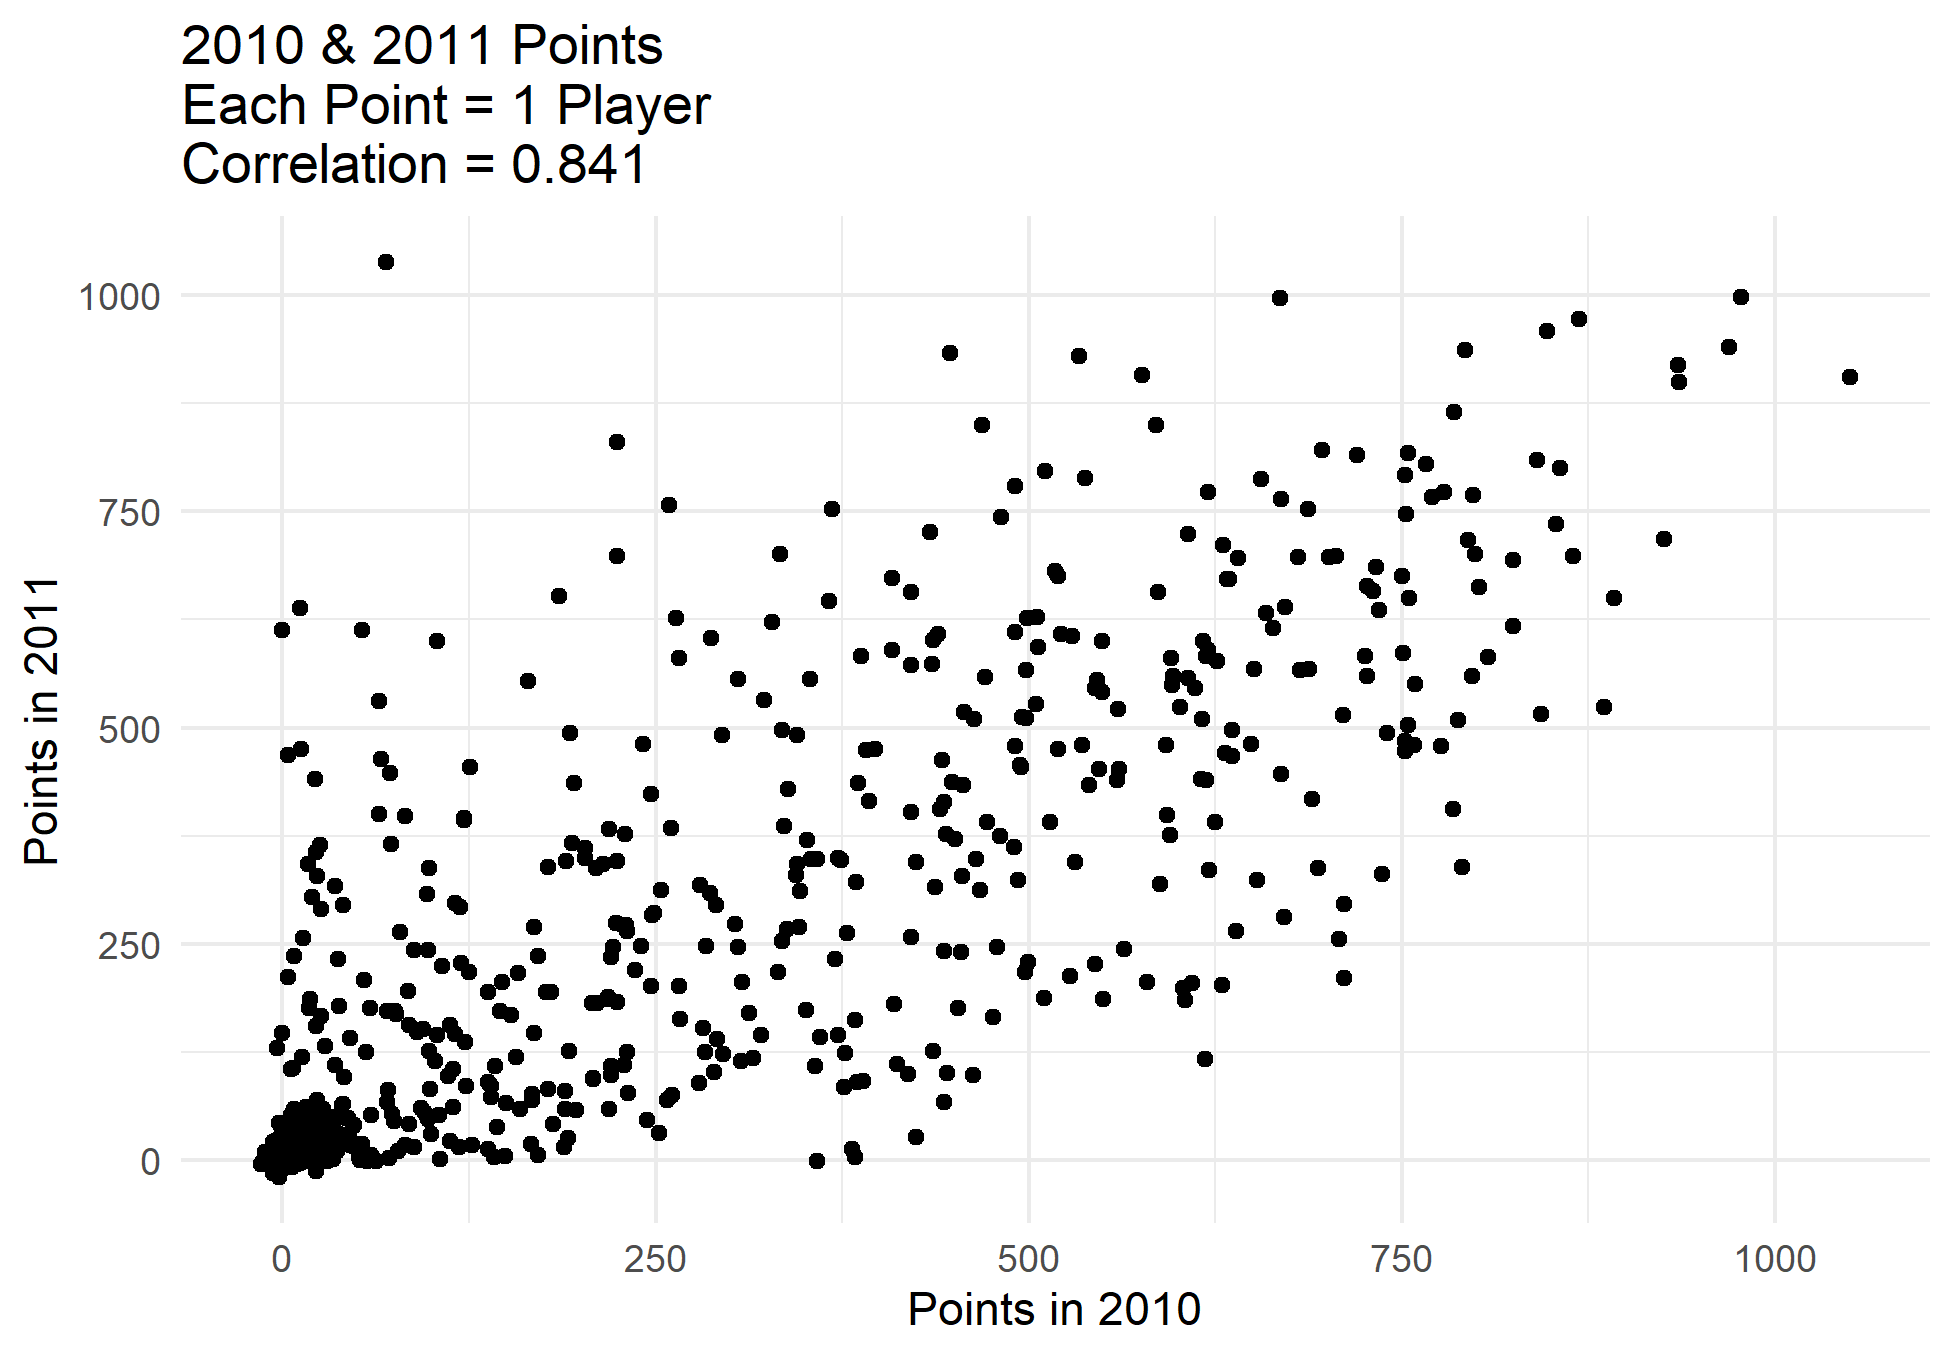 2010 & 2011 Points
Each Point = 1 Player
Correlation = 0.841
1000
750
500
250
0
Points in 2011
0 250 500 750 1000
Points in 2010